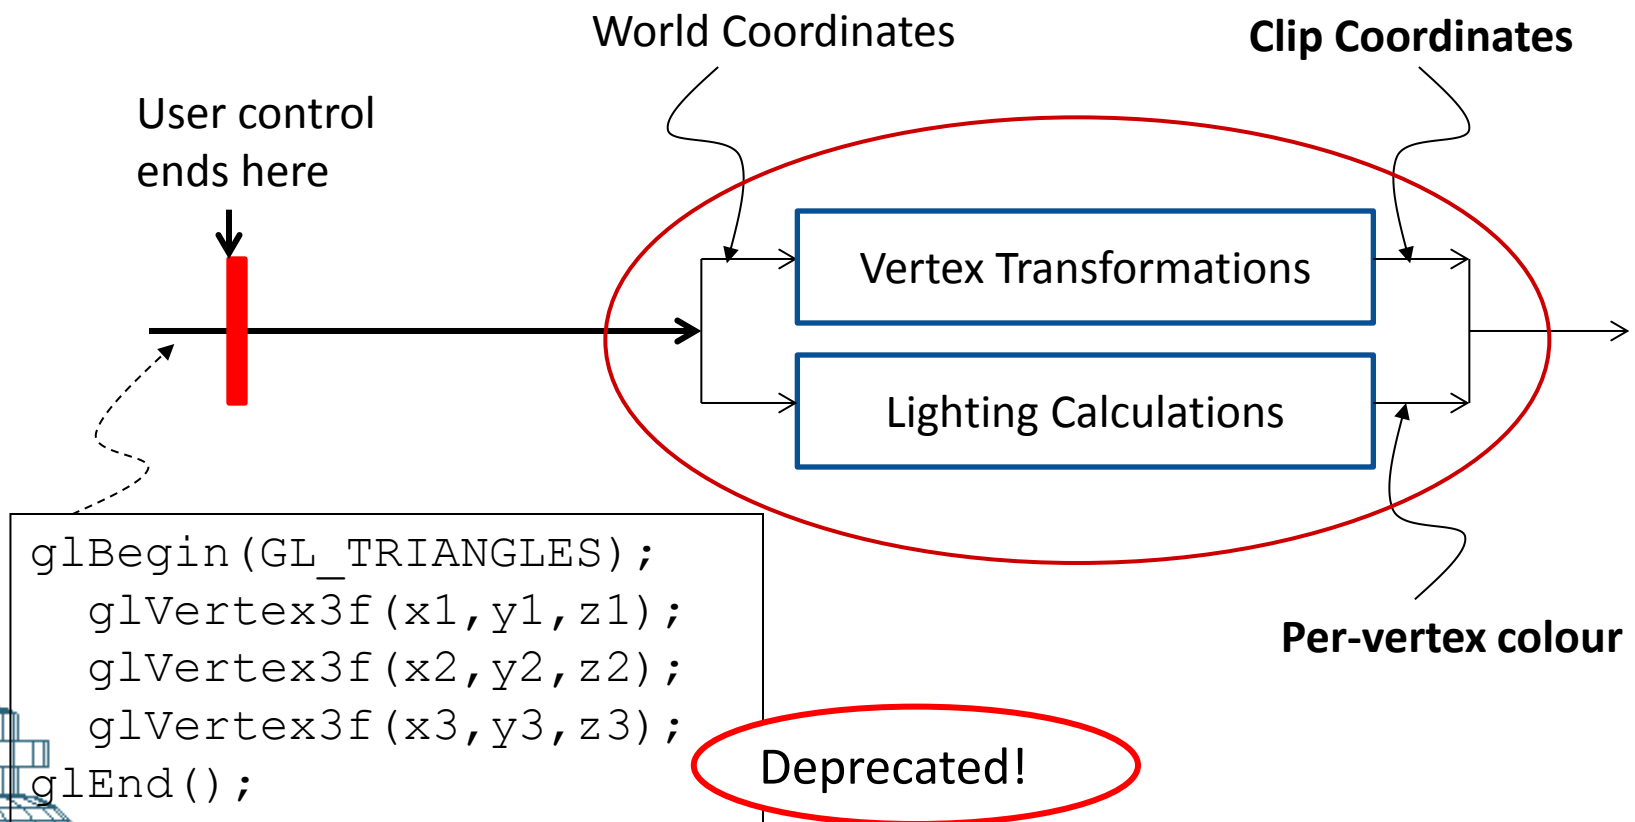 World Coordinates
Clip Coordinates
User control
ends here
Vertex Transformations
Lighting Calculations
glBegin(GL_TRIANGLES);
glVertex3f(x1,y1,z1);
glVertex3f(x2,y2,z2);
glVertex3f(x3,y3,z3);
glEnd();
Per-vertex colour
Deprecated!